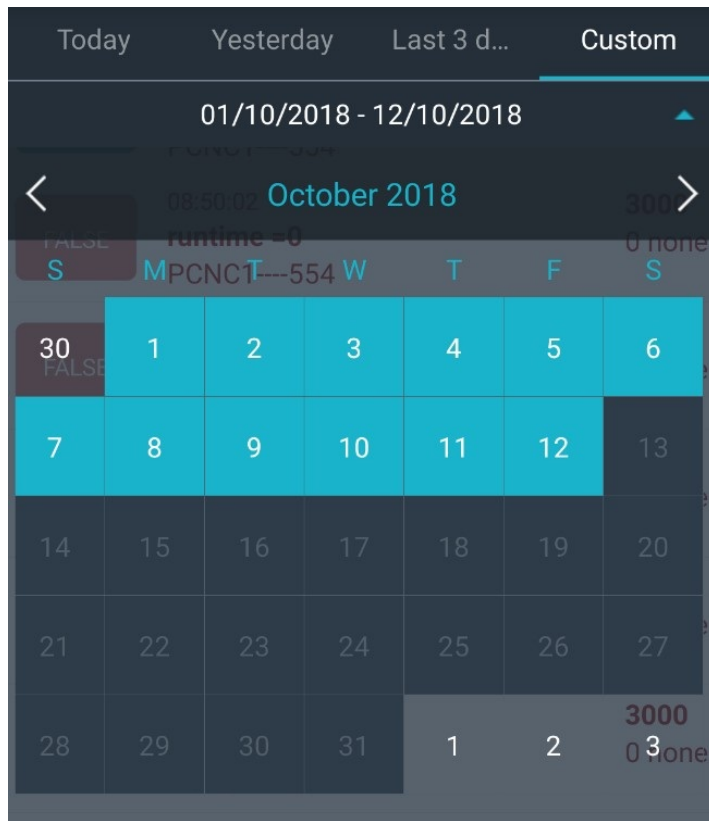 Today Yesterday Last 3 d... Custom
01/10/2018 - 12/10/2018
October 2018
08:50:02
3000
FALSE runtime =0 0 none
PCNC1----554
S M T W T F S
30 1 2 3 4 5 6
FALSE
7 8 9 10 11 12 13
14 15 16 17 18 19 20
21 22 23 24 25 26 27
3000
28 29 30 31 1 2 3
0 none